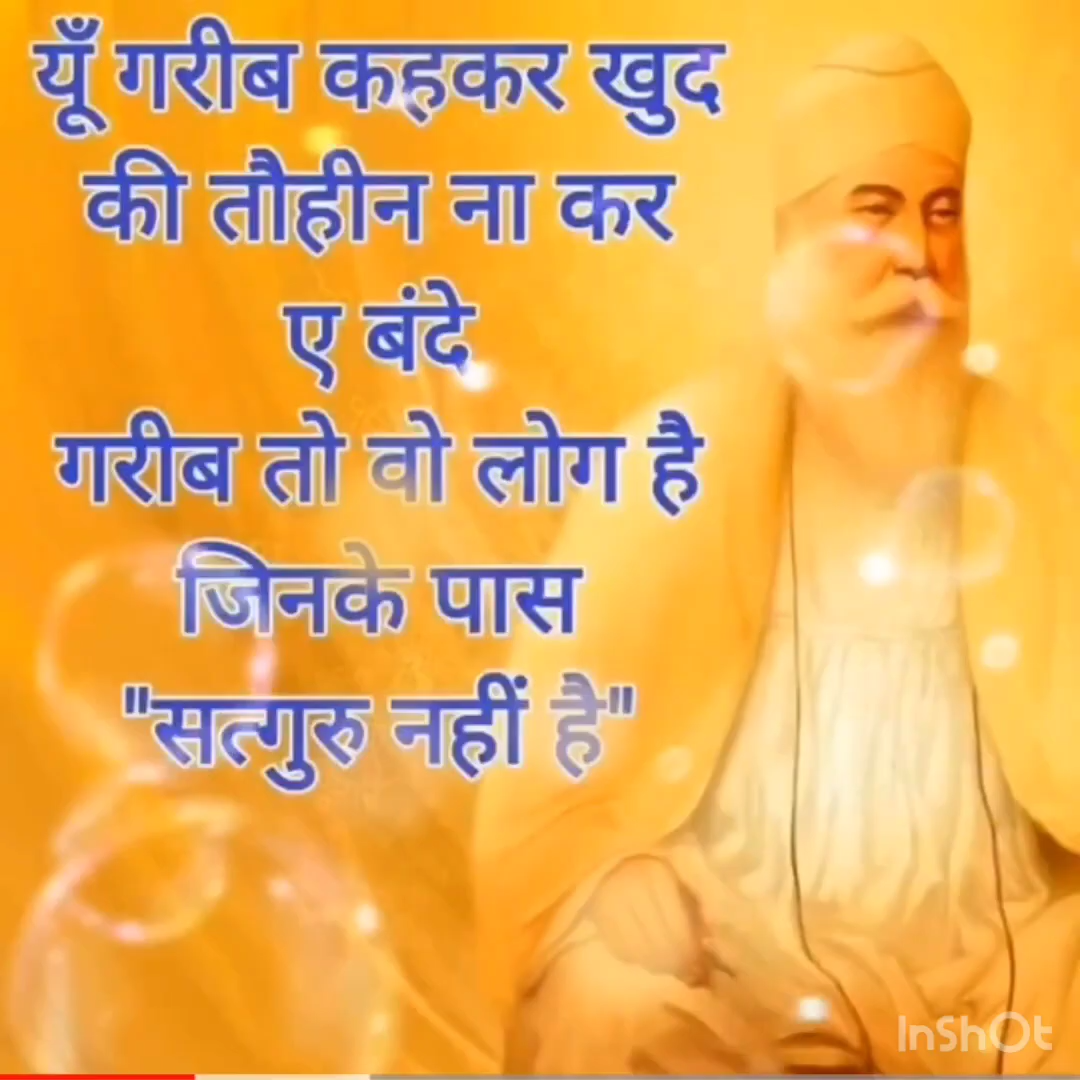 यूँ गरीब कहकर खुद
की तौहीन ना कर
ए बंदे
गरीब तो वो लोग है
जिनके पास
"सत्गुरु नहीं है"
InShOt